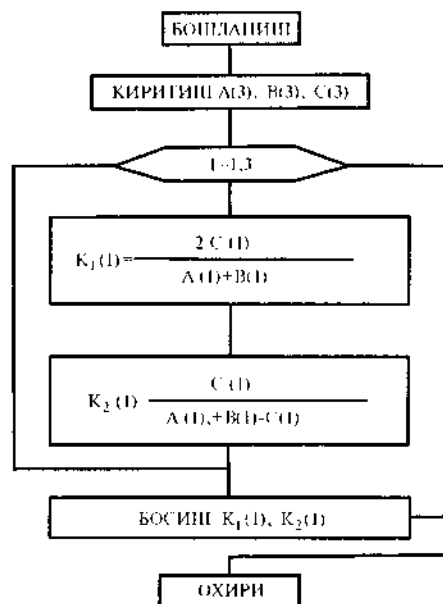 БОШЛАНИШ
КИРИТИШ A(3), B(3), C(3)
I=1,3
2 C (I)
K₁(I)=
A (I)+B(I)
C (I)
K₂ (I)
A (I),+B(I)-C(I)
БОСИШ K₁(I), K₂(I)
ОХИРИ